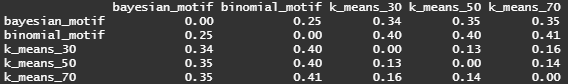 bayesian_motif binomial_motif k_means_30 k_means_50 k_means_70
bayesian_motif 0.00 0.25 0.34 0.35 0.35
binomial_motif 0.25 0.00 0.40 0.40 0.41
k_means_30 0.34 0.40 0.00 0.13 0.16
k_means_50 0.35 0.40 0.13 0.00 0.14
k_means_70 0.35 0.41 0.16 0.14 0.00